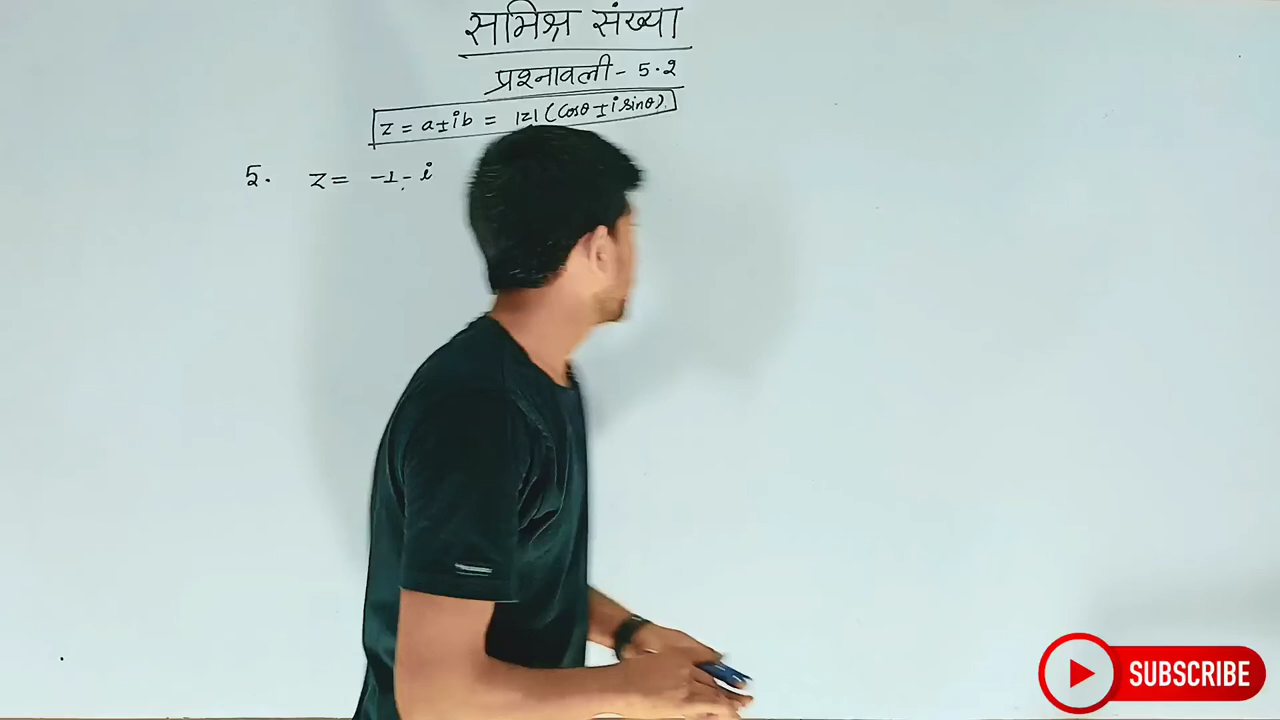 समिश्र संख्या
प्रश्नावली - 5.2
z = a ± ib = |z| (cosθ ± i sinθ).
5. z = -1 - i
SUBSCRIBE